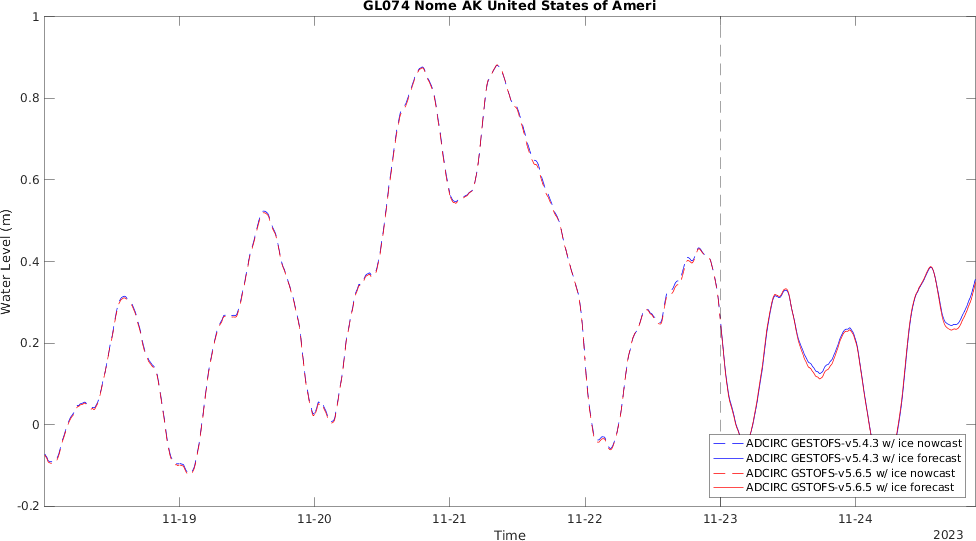 GL074 Nome AK United States of Ameri
1
0.8
0.6
0.4
0.2
0
-0.2
Water Level (m)
11-19
11-20
11-21
11-22
11-23
11-24
Time
2023
ADCIRC GESTOFS-v5.4.3 w/ ice nowcast
ADCIRC GESTOFS-v5.4.3 w/ ice forecast
ADCIRC GSTOFS-v5.6.5 w/ ice nowcast
ADCIRC GSTOFS-v5.6.5 w/ ice forecast